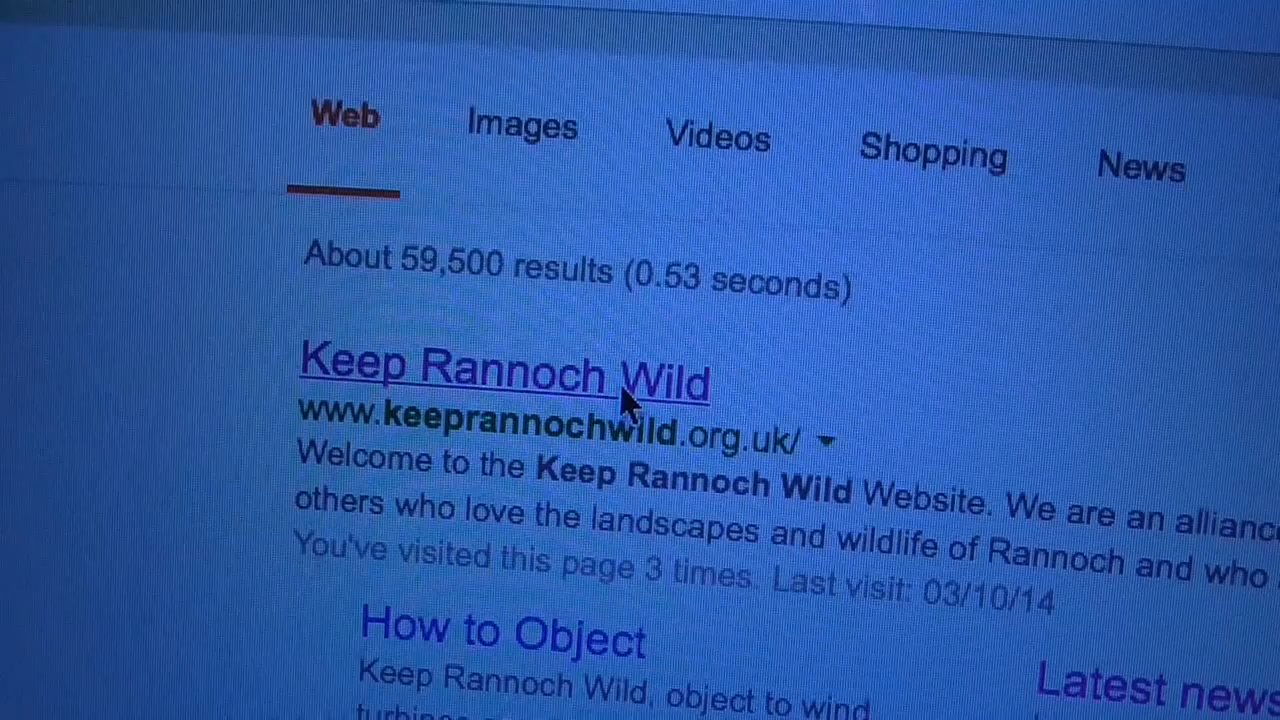 Web Images Videos Shopping News
About 59,500 results (0.53 seconds)
Keep Rannoch Wild
www.keeprannochwild.org.uk/
Welcome to the Keep Rannoch Wild Website. We are an alliance
others who love the landscapes and wildlife of Rannoch and who
You've visited this page 3 times. Last visit: 03/10/14
How to Object
Latest news
Keep Rannoch Wild, object to wind